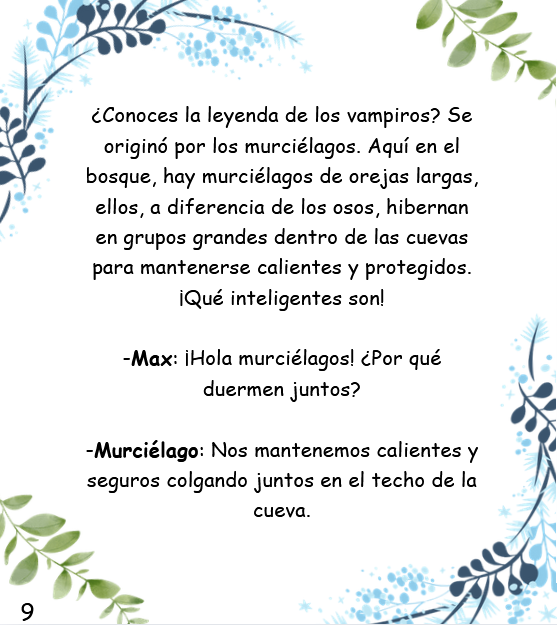 ¿Conoces la leyenda de los vampiros? Se
originó por los murciélagos. Aquí en el
bosque, hay murciélagos de orejas largas,
ellos, a diferencia de los osos, hibernan
en grupos grandes dentro de las cuevas
para mantenerse calientes y protegidos.
¡Qué inteligentes son!
-Max: ¡Hola murciélagos! ¿Por qué
duermen juntos?
-Murciélago: Nos mantenemos calientes y
seguros colgando juntos en el techo de la
cueva.
9